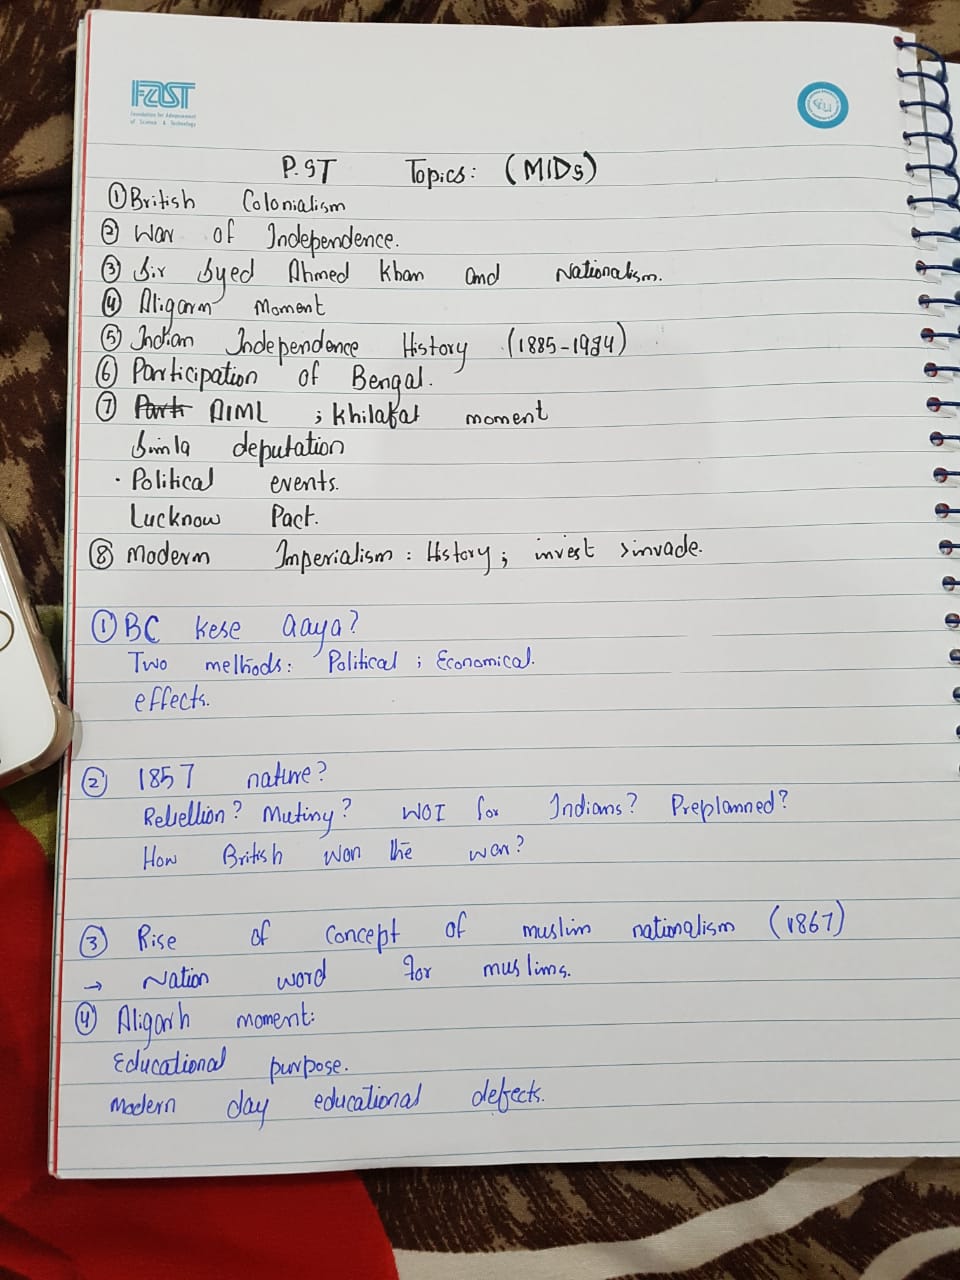 FAST
Foundation for Advancement
of Science & Technology
P.ST Topics: (MIDs)
① British Colonialism
② War of Independence.
③ Sir Syed Ahmed Khan and Nationalism.
④ Aligarm Moment
⑤ Indian Independence History (1885-1934)
⑥ Participation of Bengal.
⑦ Part AIML ; Khilafat moment
Simla deputation
· Political events.
Lucknow Pact.
⑧ Moderm Imperialism : History ; invest > invade.
① BC kese aaya?
Two methods: Political ; Economical.
effects.
② 1857 nature?
Rebellion? Mutiny? WOI for Indians? Preplanned?
How British won the war?
③ Rise of concept of muslim nationalism (1867)
→ Nation word for muslims.
④ Aligarh moment:
Educational purpose.
Modern day educational defects.